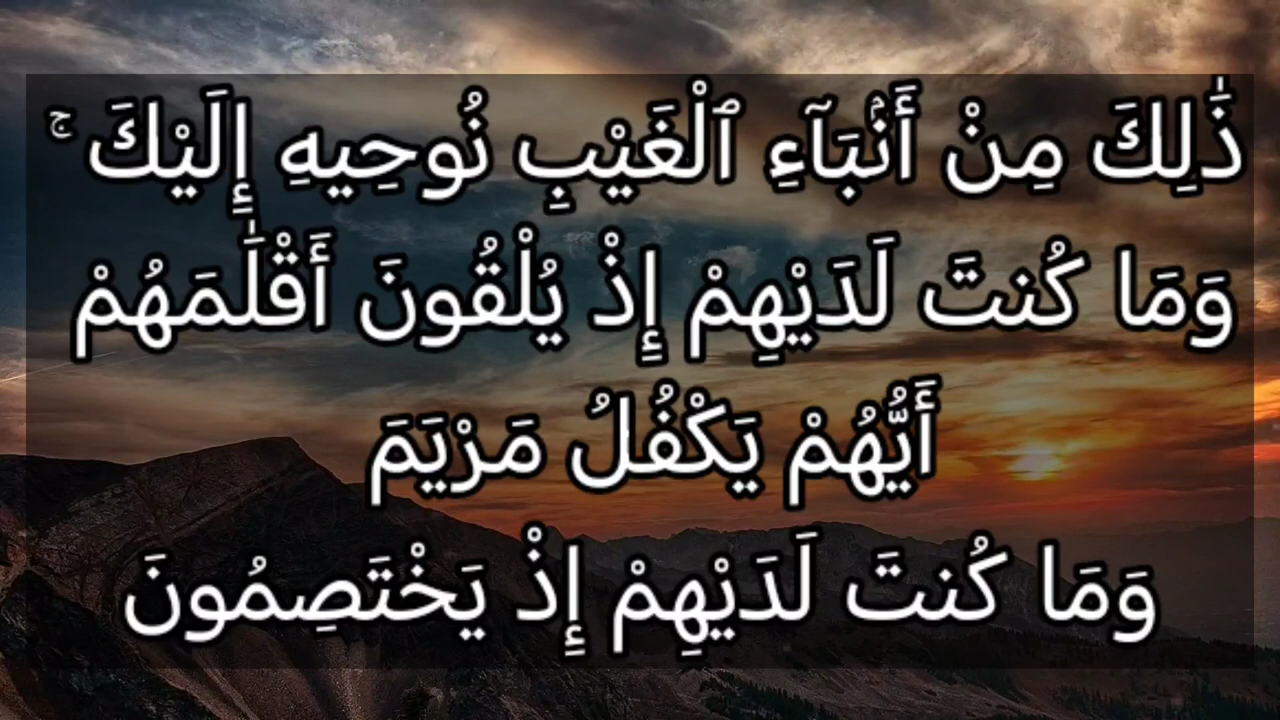 ذَٰلِكَ مِنْ أَنۢبَآءِ ٱلْغَيْبِ نُوحِيهِ إِلَيْكَ ۚ
وَمَا كُنتَ لَدَيْهِمْ إِذْ يُلْقُونَ أَقْلَٰمَهُمْ
أَيُّهُمْ يَكْفُلُ مَرْيَمَ
وَمَا كُنتَ لَدَيْهِمْ إِذْ يَخْتَصِمُونَ